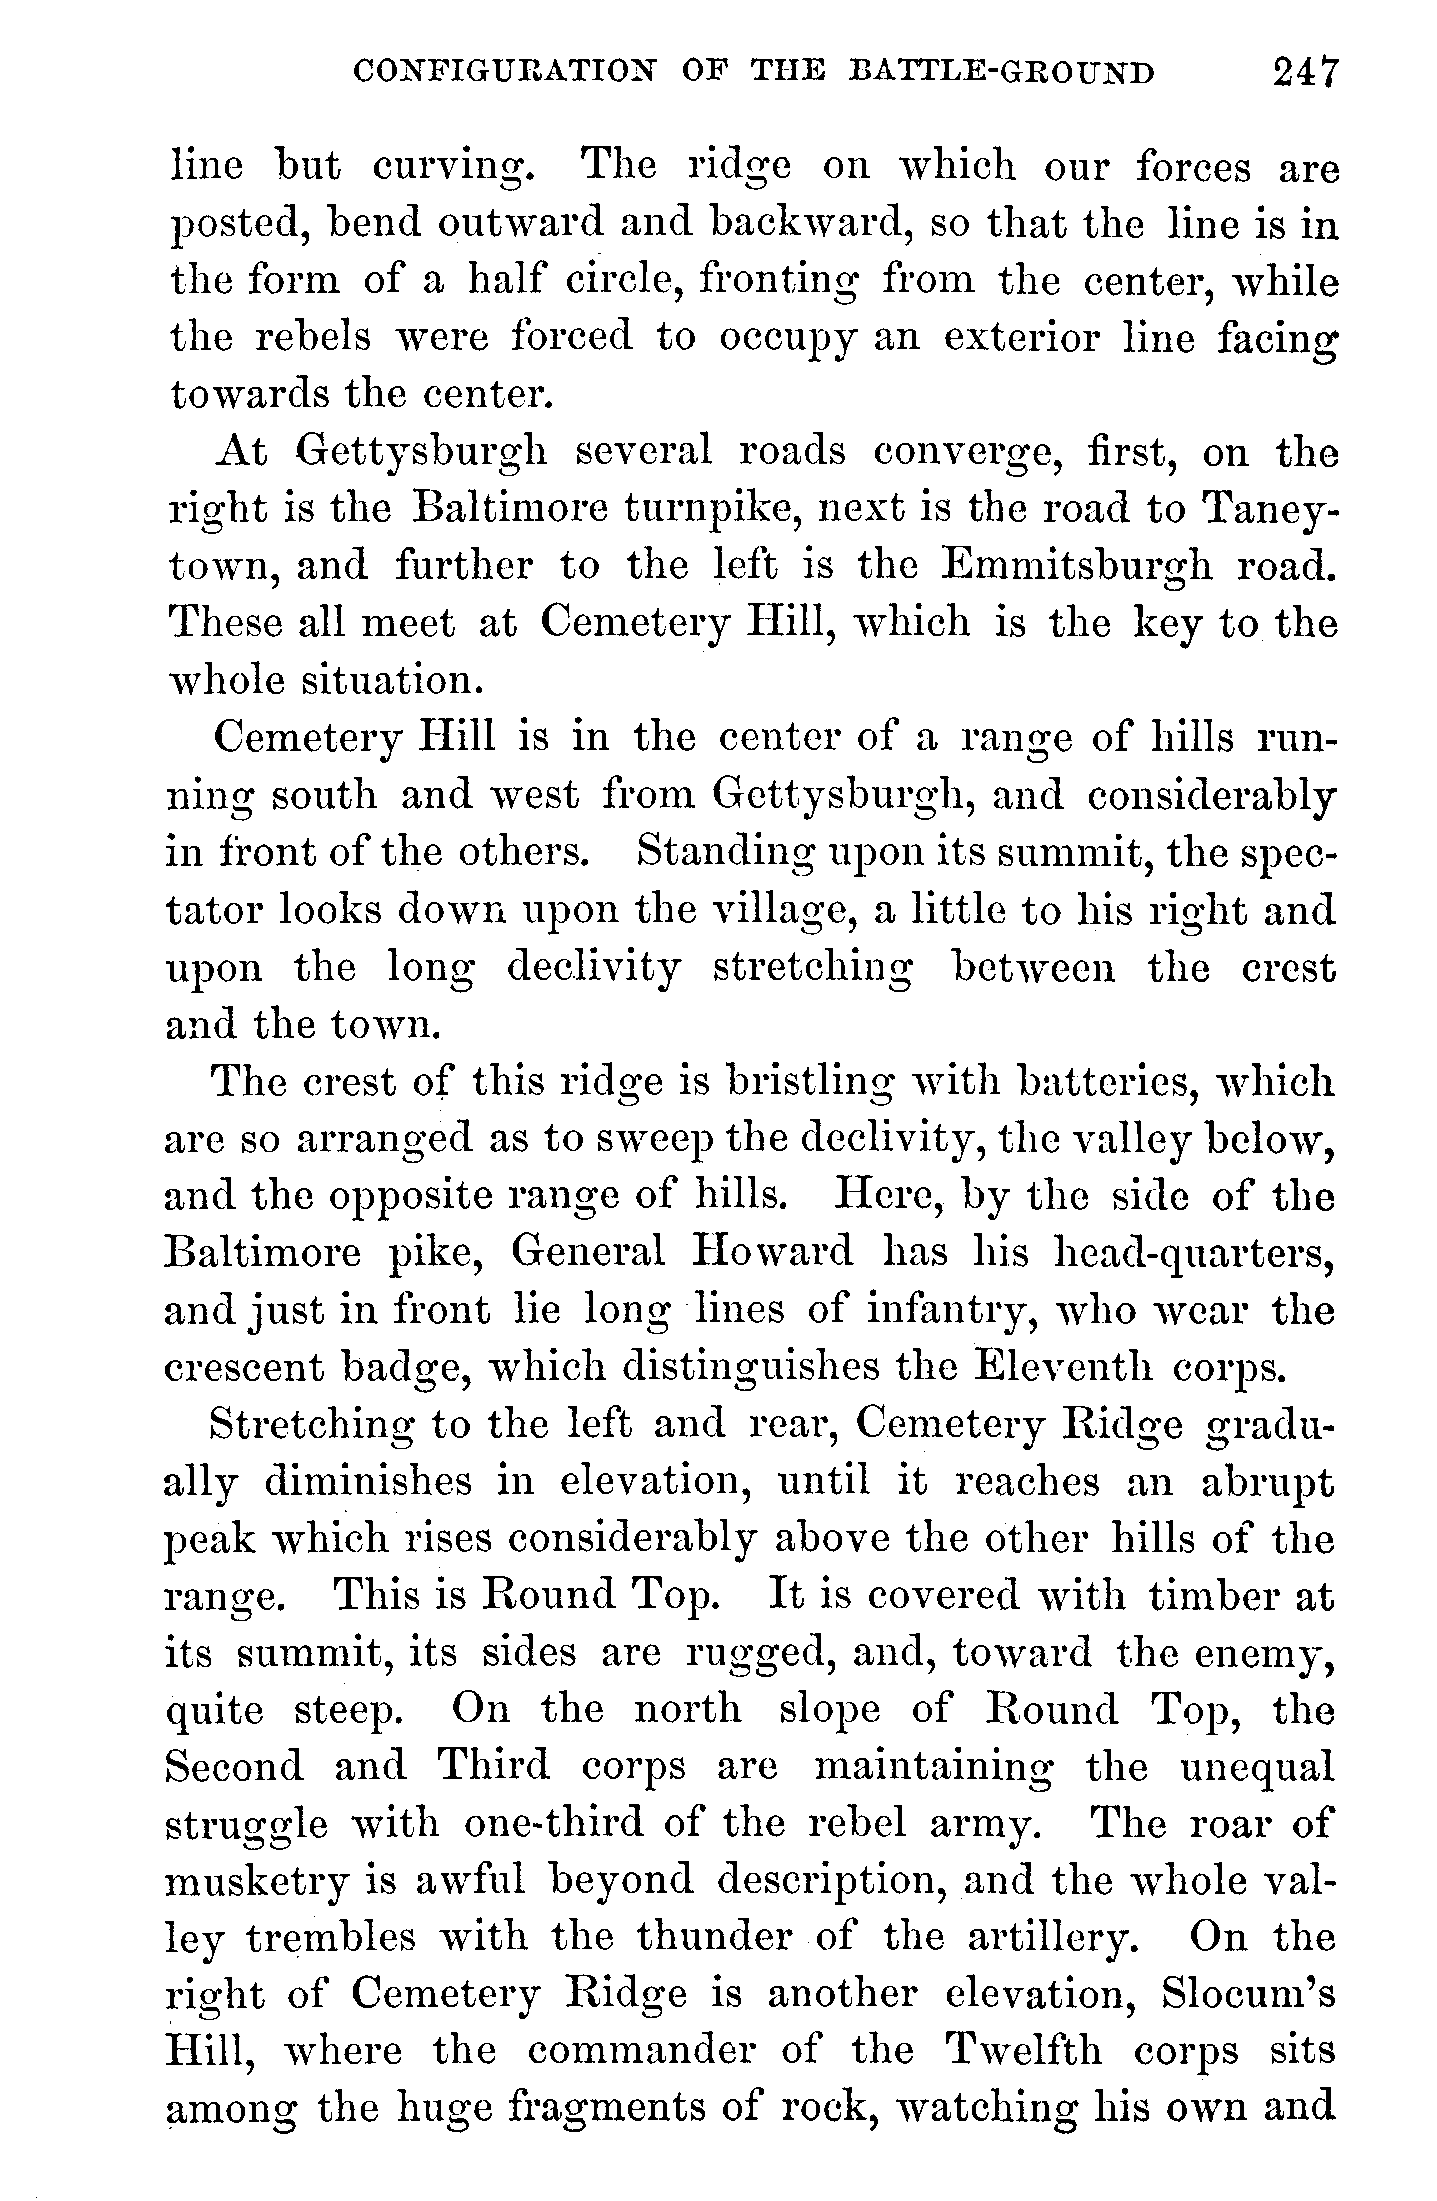 CONFIGURATION OF THE BATTLE-GROUND 247
line but curving. The ridge on which our forces are
posted, bend outward and backward, so that the line is in
the form of a half circle, fronting from the center, while
the rebels were forced to occupy an exterior line facing
towards the center.
At Gettysburgh several roads converge, first, on the
right is the Baltimore turnpike, next is the road to Taney-
town, and further to the left is the Emmitsburgh road.
These all meet at Cemetery Hill, which is the key to the
whole situation.
Cemetery Hill is in the center of a range of hills run-
ning south and west from Gettysburgh, and considerably
in front of the others. Standing upon its summit, the spec-
tator looks down upon the village, a little to his right and
upon the long declivity stretching between the crest
and the town.
The crest of this ridge is bristling with batteries, which
are so arranged as to sweep the declivity, the valley below,
and the opposite range of hills. Here, by the side of the
Baltimore pike, General Howard has his head-quarters,
and just in front lie long lines of infantry, who wear the
crescent badge, which distinguishes the Eleventh corps.
Stretching to the left and rear, Cemetery Ridge gradu-
ally diminishes in elevation, until it reaches an abrupt
peak which rises considerably above the other hills of the
range. This is Round Top. It is covered with timber at
its summit, its sides are rugged, and, toward the enemy,
quite steep. On the north slope of Round Top, the
Second and Third corps are maintaining the unequal
struggle with one-third of the rebel army. The roar of
musketry is awful beyond description, and the whole val-
ley trembles with the thunder of the artillery. On the
right of Cemetery Ridge is another elevation, Slocum's
Hill, where the commander of the Twelfth corps sits
among the huge fragments of rock, watching his own and